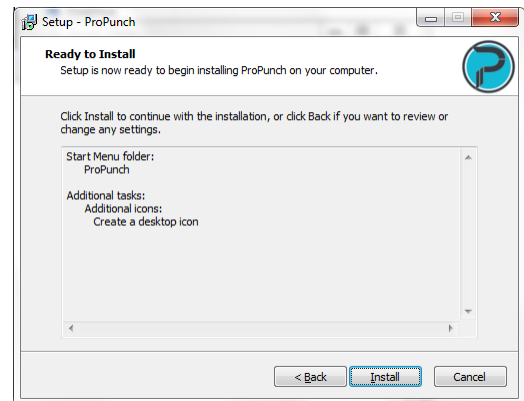 Setup - ProPunch
Ready to Install
Setup is now ready to begin installing ProPunch on your computer.
Click Install to continue with the installation, or click Back if you want to review or
change any settings.
Start Menu folder:
ProPunch
Additional tasks:
Additional icons:
Create a desktop icon
< Back
Install
Cancel